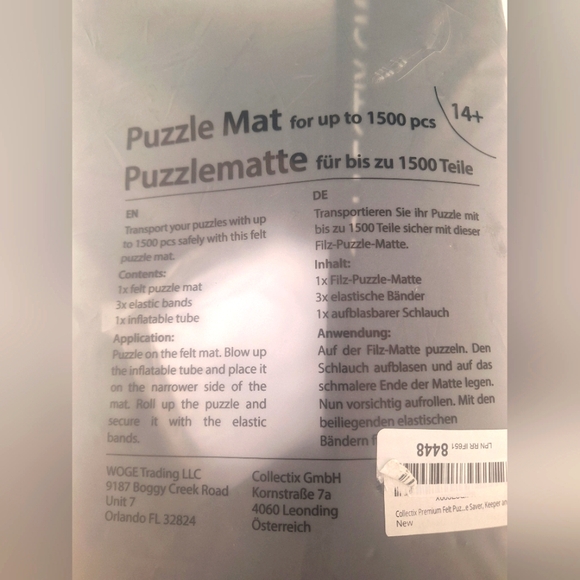 Puzzle Mat for up to 1500 pcs
14+
Puzzlematte für bis zu 1500 Teile
EN
Transport your puzzles with up
to 1500 pcs safely with this felt
puzzle mat.
Contents:
1x felt puzzle mat
3x elastic bands
1x inflatable tube
Application:
Puzzle on the felt mat. Blow up
the inflatable tube and place it
on the narrower side of the
mat. Roll up the puzzle and
secure it with the elastic
bands.
DE
Transportieren Sie ihr Puzzle mit
bis zu 1500 Teile sicher mit dieser
Filz-Puzzle-Matte.
Inhalt:
1x Filz-Puzzle-Matte
3x elastische Bänder
1x aufblasbarer Schlauch
Anwendung:
Auf der Filz-Matte puzzeln. Den
Schlauch aufblasen und auf das
schmalere Ende der Matte legen.
Nun vorsichtig aufrollen. Mit den
beiliegenden elastischen
Bändern
WOGE Trading LLC
9187 Boggy Creek Road
Unit 7
Orlando FL 32824
Collectix GmbH
Kornstraße 7a
4060 Leonding
Österreich
LPN RR
8448
Collectix Premium Felt Puz...e Saver, Keeper
New